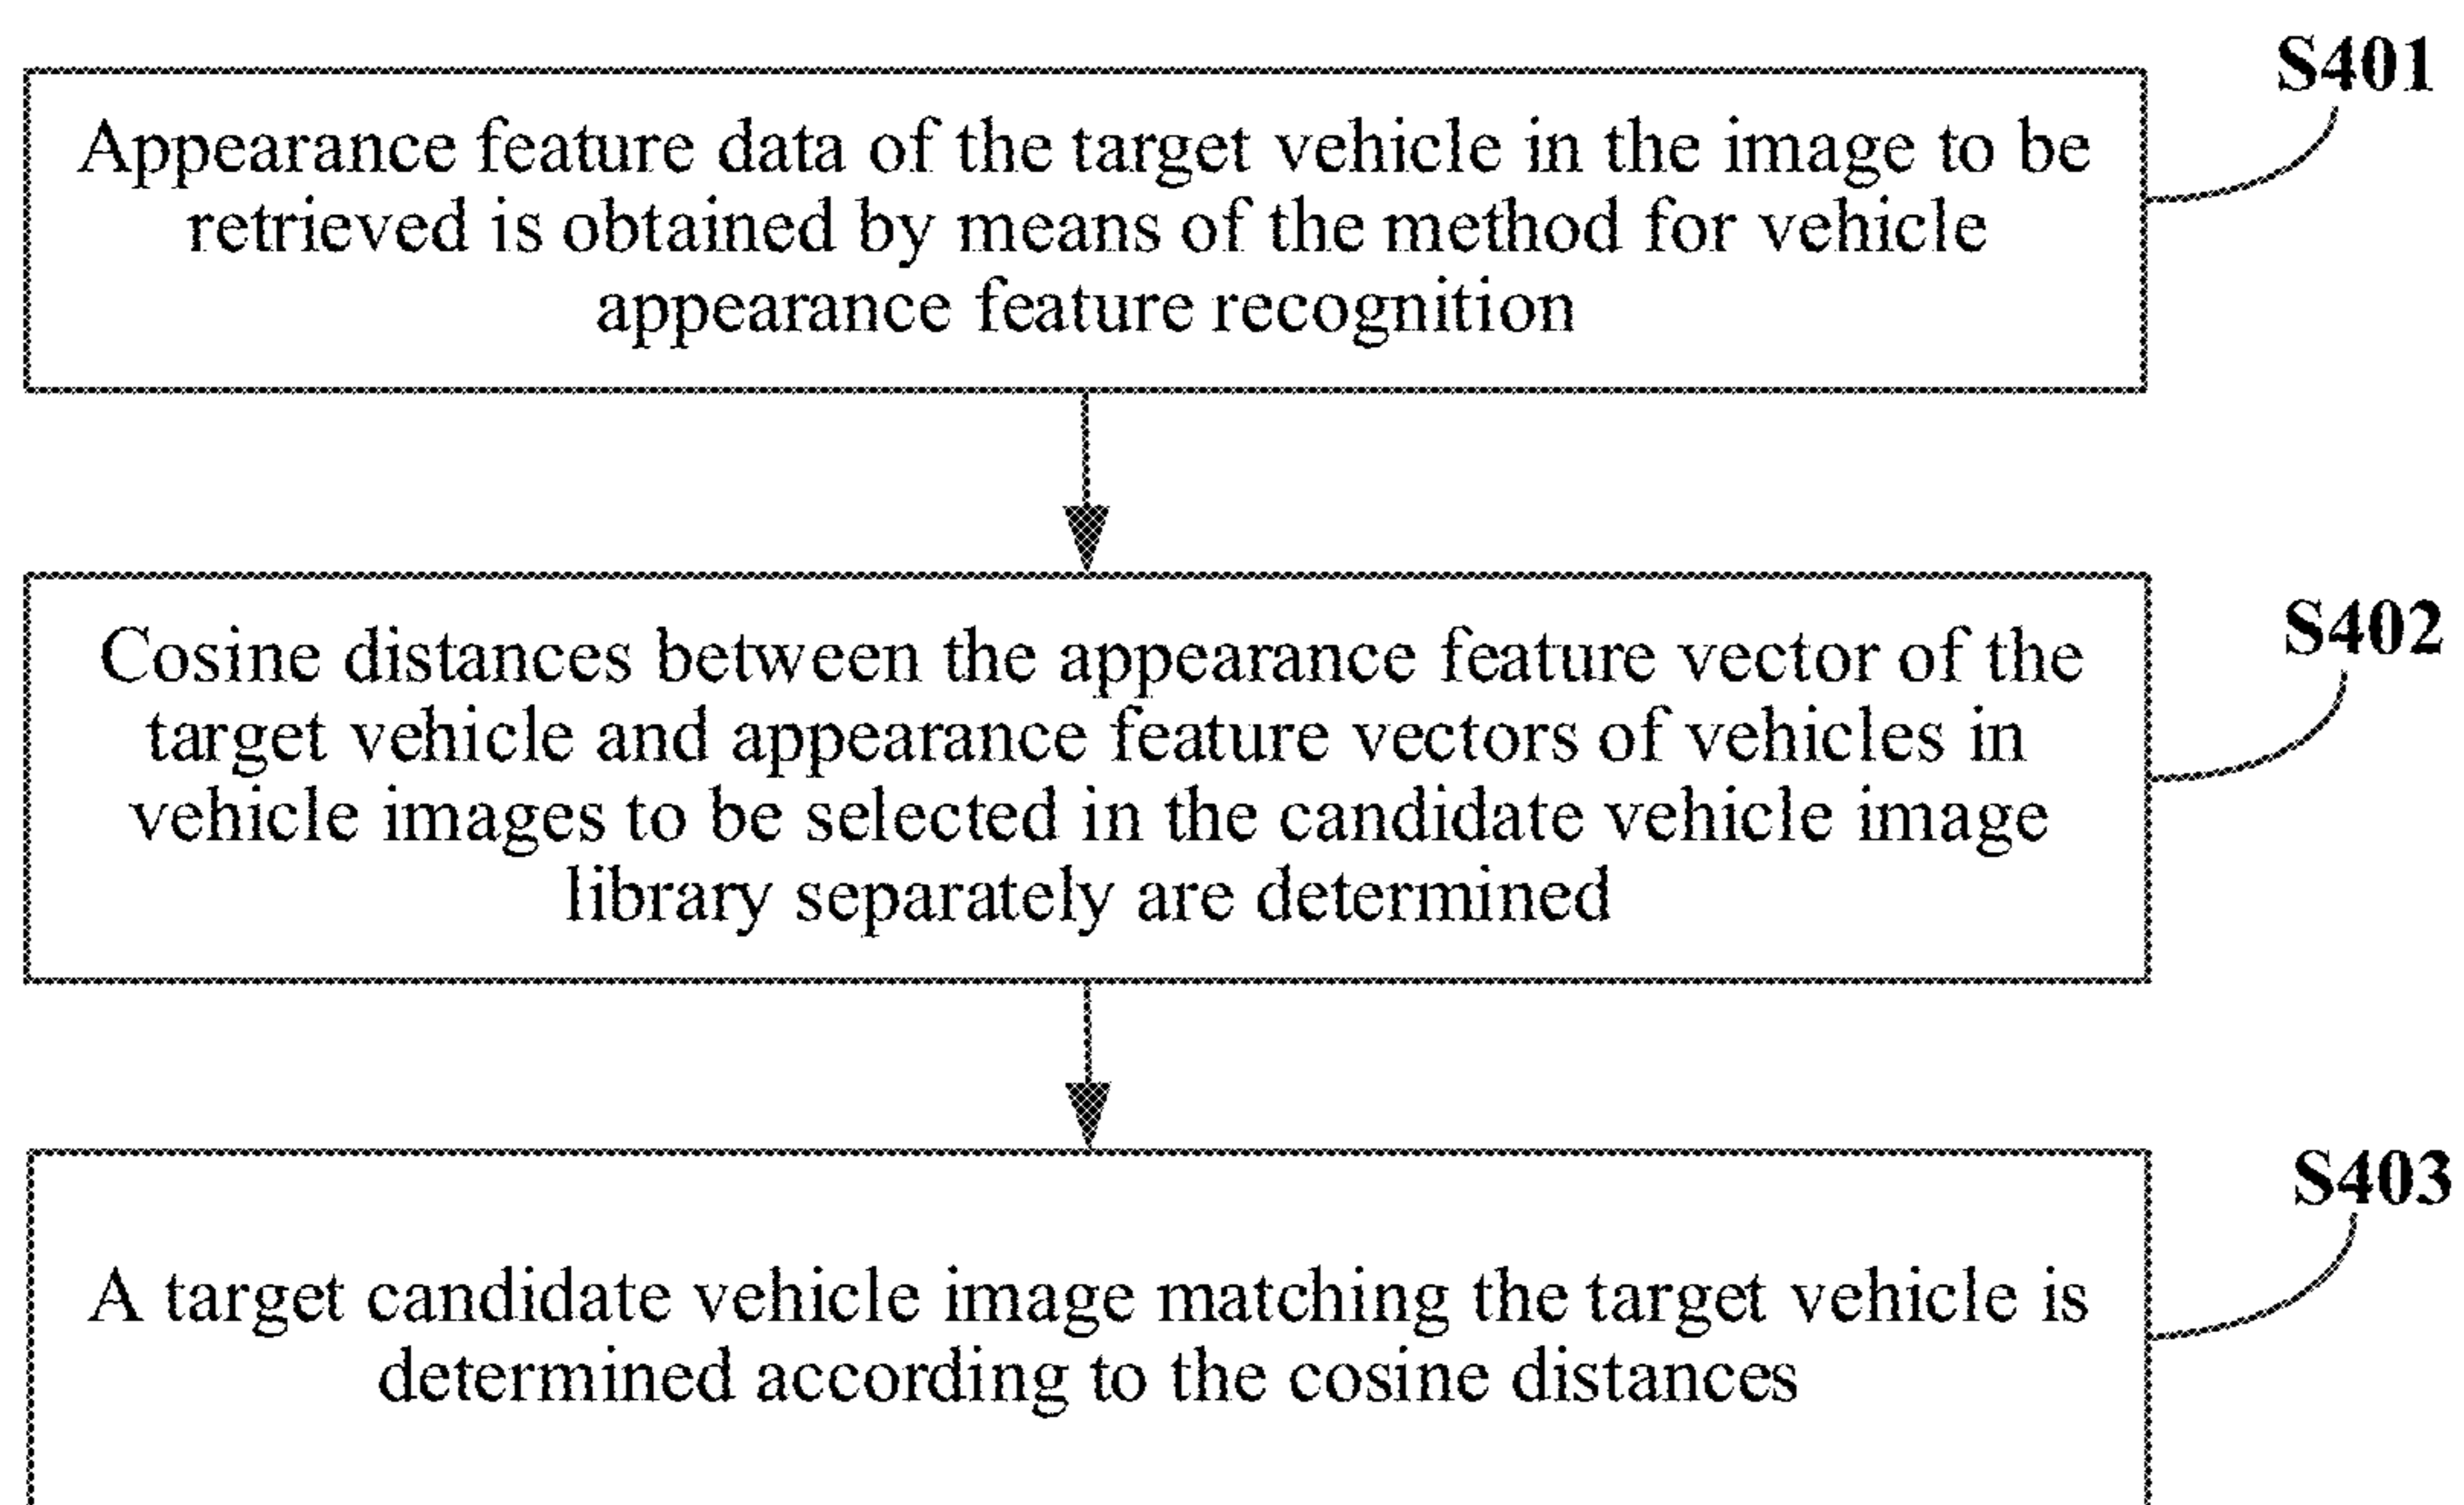 S401
Appearance feature data of the target vehicle in the image to be
retrieved is obtained by means of the method for vehicle
appearance feature recognition
S402
Cosine distances between the appearance feature vector of the
target vehicle and appearance feature vectors of vehicles in
vehicle images to be selected in the candidate vehicle image
library separately are determined
S403
A target candidate vehicle image matching the target vehicle is
determined according to the cosine distances